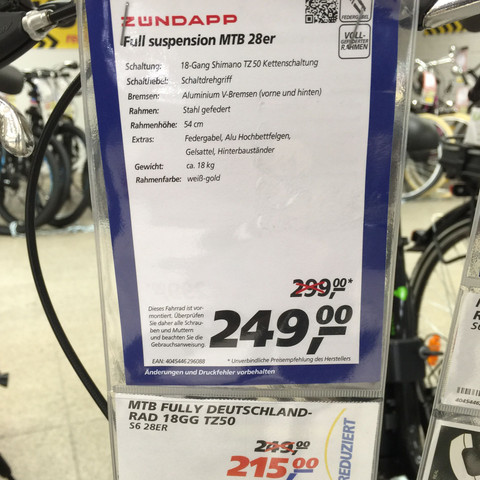 ZÜNDAPP
Full suspension MTB 28er
FEDERGABEL
VOLL-
GEFEDERTER
RAHMEN
Schaltung: 18-Gang Shimano TZ50 Kettenschaltung
Schalthebel: Schaltdrehgriff
Bremsen: Aluminium V-Bremsen (vorne und hinten)
Rahmen: Stahl gefedert
Rahmenhöhe: 54 cm
Extras: Federgabel, Alu Hochbettfelgen,
Gelsattel, Hinterbauständer
Gewicht: ca. 18 kg
Rahmenfarbe: weiß-gold
299,00*
249,00
Dieses Fahrrad ist vor-
montiert. Überprüfen
Sie daher alle Schrau-
ben und Muttern
und beachten Sie die
Gebrauchsanweisung.
EAN: 4045446296088
* Unverbindliche Preisempfehlung des Herstellers
Änderungen und Druckfehler vorbehalten
MTB FULLY DEUTSCHLAND-
RAD 18GG TZ50
S6 28ER
249,00
215,00
REDUZIERT